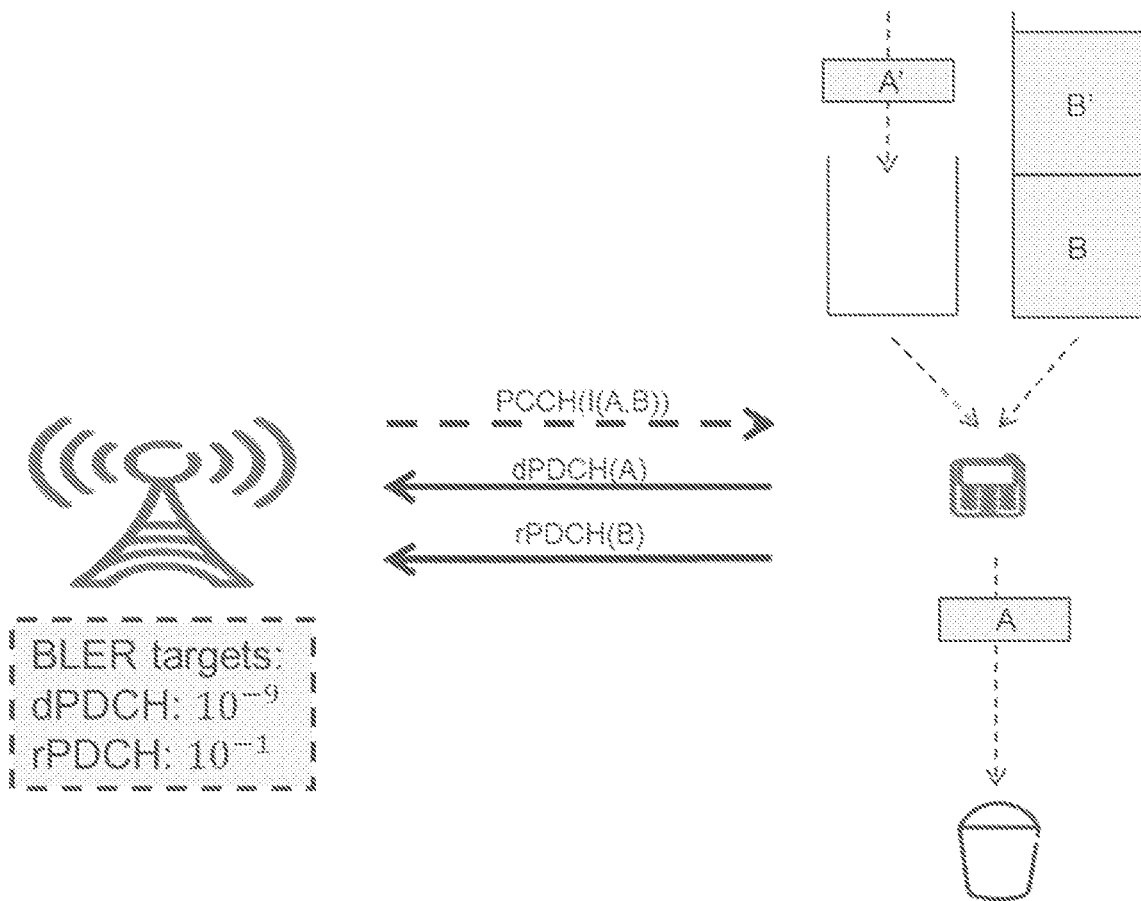 A'
B'
B
PCCH(I(A,B))
dPDCH(A)
rPDCH(B)
A
BLER targets:
dPDCH: 10⁻⁹
rPDCH: 10⁻¹